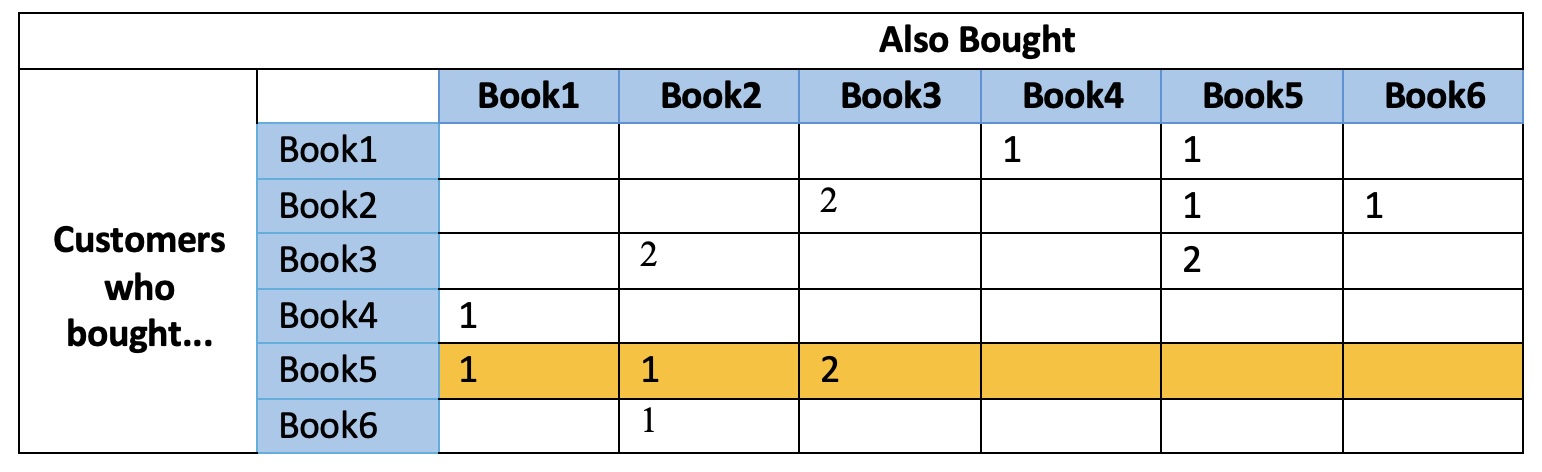 Also Bought
Book1 Book2 Book3 Book4 Book5 Book6
Customers who bought...
Book1 1 1
Book2 2 1 1
Book3 2 2
Book4 1
Book5 1 1 2
Book6 1